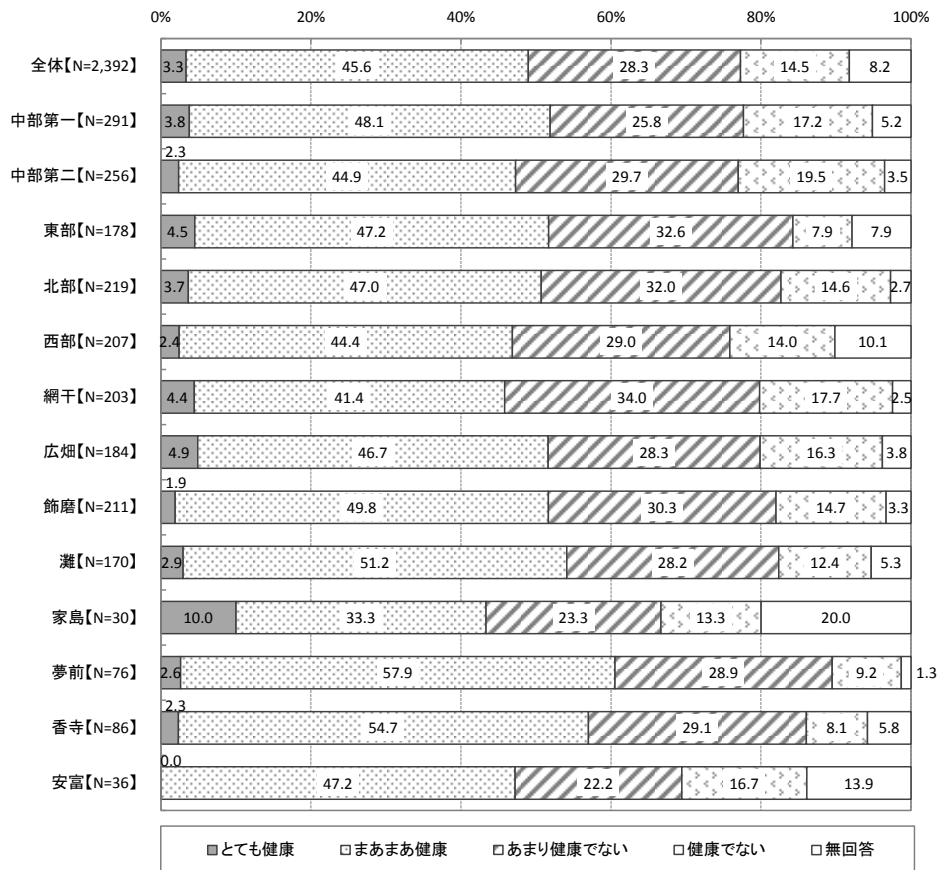 0% 20% 40% 60% 80% 100%
全体【N=2,392】 3.3 45.6 28.3 14.5 8.2
中部第一【N=291】 3.8 48.1 25.8 17.2 5.2
中部第二【N=256】 2.3 44.9 29.7 19.5 3.5
東部【N=178】 4.5 47.2 32.6 7.9 7.9
北部【N=219】 3.7 47.0 32.0 14.6 2.7
西部【N=207】 2.4 44.4 29.0 14.0 10.1
網干【N=203】 4.4 41.4 34.0 17.7 2.5
広畑【N=184】 4.9 46.7 28.3 16.3 3.8
飾磨【N=211】 1.9 49.8 30.3 14.7 3.3
灘【N=170】 2.9 51.2 28.2 12.4 5.3
家島【N=30】 10.0 33.3 23.3 13.3 20.0
夢前【N=76】 2.6 57.9 28.9 9.2 1.3
香寺【N=86】 2.3 54.7 29.1 8.1 5.8
安富【N=36】 0.0 47.2 22.2 16.7 13.9
とても健康 まあまあ健康 あまり健康でない 健康でない 無回答